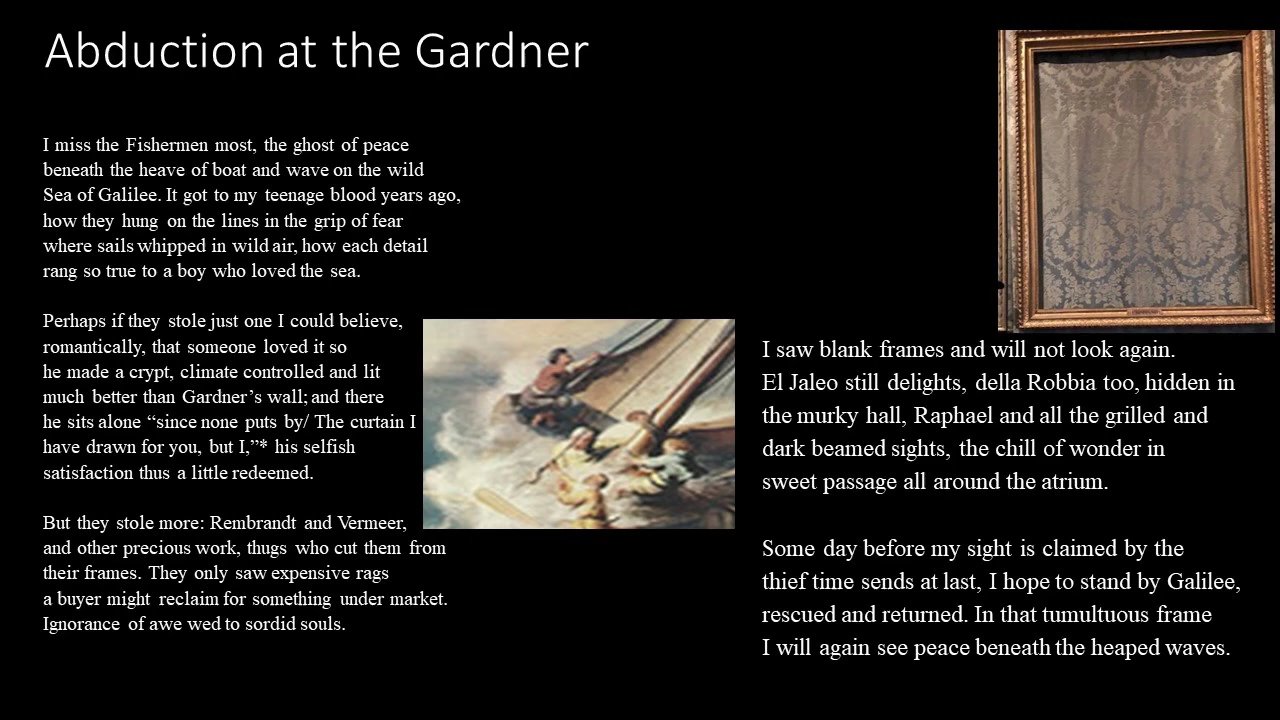 Abduction at the Gardner
I miss the Fishermen most, the ghost of peace
beneath the heave of boat and wave on the wild
Sea of Galilee. It got to my teenage blood years ago,
how they hung on the lines in the grip of fear
where sails whipped in wild air, how each detail
rang so true to a boy who loved the sea.
Perhaps if they stole just one I could believe,
romantically, that someone loved it so
he made a crypt, climate controlled and lit
much better than Gardner’s wall; and there
he sits alone “since none puts by/ The curtain I
have drawn for you, but I,”* his selfish
satisfaction thus a little redeemed.
But they stole more: Rembrandt and Vermeer,
and other precious work, thugs who cut them from
their frames. They only saw expensive rags
a buyer might reclaim for something under market.
Ignorance of awe wed to sordid souls.
I saw blank frames and will not look again.
El Jaleo still delights, della Robbia too, hidden in
the murky hall, Raphael and all the grilled and
dark beamed sights, the chill of wonder in
sweet passage all around the atrium.
Some day before my sight is claimed by the
thief time sends at last, I hope to stand by Galilee,
rescued and returned. In that tumultuous frame
I will again see peace beneath the heaped waves.